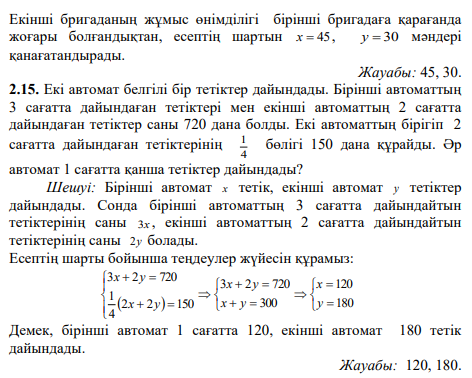 Екінші бригаданың жұмыс өнімділігі бірінші бригадаға қарағанда
жоғары болғандықтан, есептің шартын x = 45, y = 30 мәндері
қанағатандырады.
Жауабы: 45, 30.
2.15. Екі автомат белгілі бір тетіктер дайындады. Бірінші автоматтың
3 сағатта дайындаған тетіктері мен екінші автоматтың 2 сағатта
дайындаған тетіктер саны 720 дана болды. Екі автоматтың бірігіп 2
сағатта дайындаған тетіктерінің 1/4 бөлігі 150 дана құрайды. Әр
автомат 1 сағатта қанша тетіктер дайындады?
Шешуі: Бірінші автомат x тетік, екінші автомат y тетіктер
дайындады. Сонда бірінші автоматтың 3 сағатта дайындайтын
тетіктерінің саны 3x, екінші автоматтың 2 сағатта дайындайтын
тетіктерінің саны 2y болады.
Есептің шарты бойынша теңдеулер жүйесін құрамыз:
{3x + 2y = 720 ⇒ {3x + 2y = 720 ⇒ {x = 120
{1/4(2x + 2y) = 150 {x + y = 300 {y = 180
Демек, бірінші автомат 1 сағатта 120, екінші автомат 180 тетік
дайындады.
Жауабы: 120, 180.